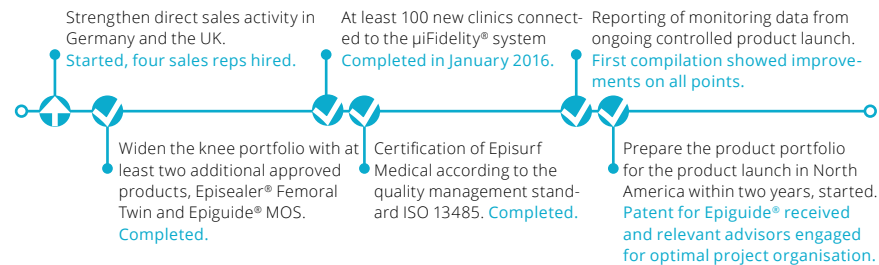 Strengthen direct sales activity in
Germany and the UK.
Started, four sales reps hired.
Widen the knee portfolio with at
least two additional approved
products, Episealer® Femoral
Twin and Epiguide® MOS.
Completed.
At least 100 new clinics connect-
ed to the µiFidelity® system
Completed in January 2016.
Certification of Episurf
Medical according to the
quality management stand-
ard ISO 13485. Completed.
Reporting of monitoring data from
ongoing controlled product launch.
First compilation showed improve-
ments on all points.
Prepare the product portfolio
for the product launch in North
America within two years, started.
Patent for Epiguide® received
and relevant advisors engaged
for optimal project organisation.